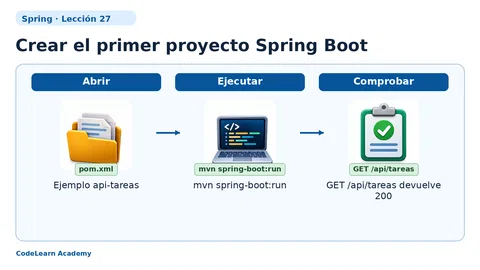 Spring · Lección 27
Crear el primer proyecto Spring Boot
Abrir
Ejecutar
Comprobar
</>
pom.xml
mvn spring-boot:run
GET /api/tareas
Ejemplo api-tareas
mvn spring-boot:run
GET /api/tareas devuelve
200
CodeLearn Academy